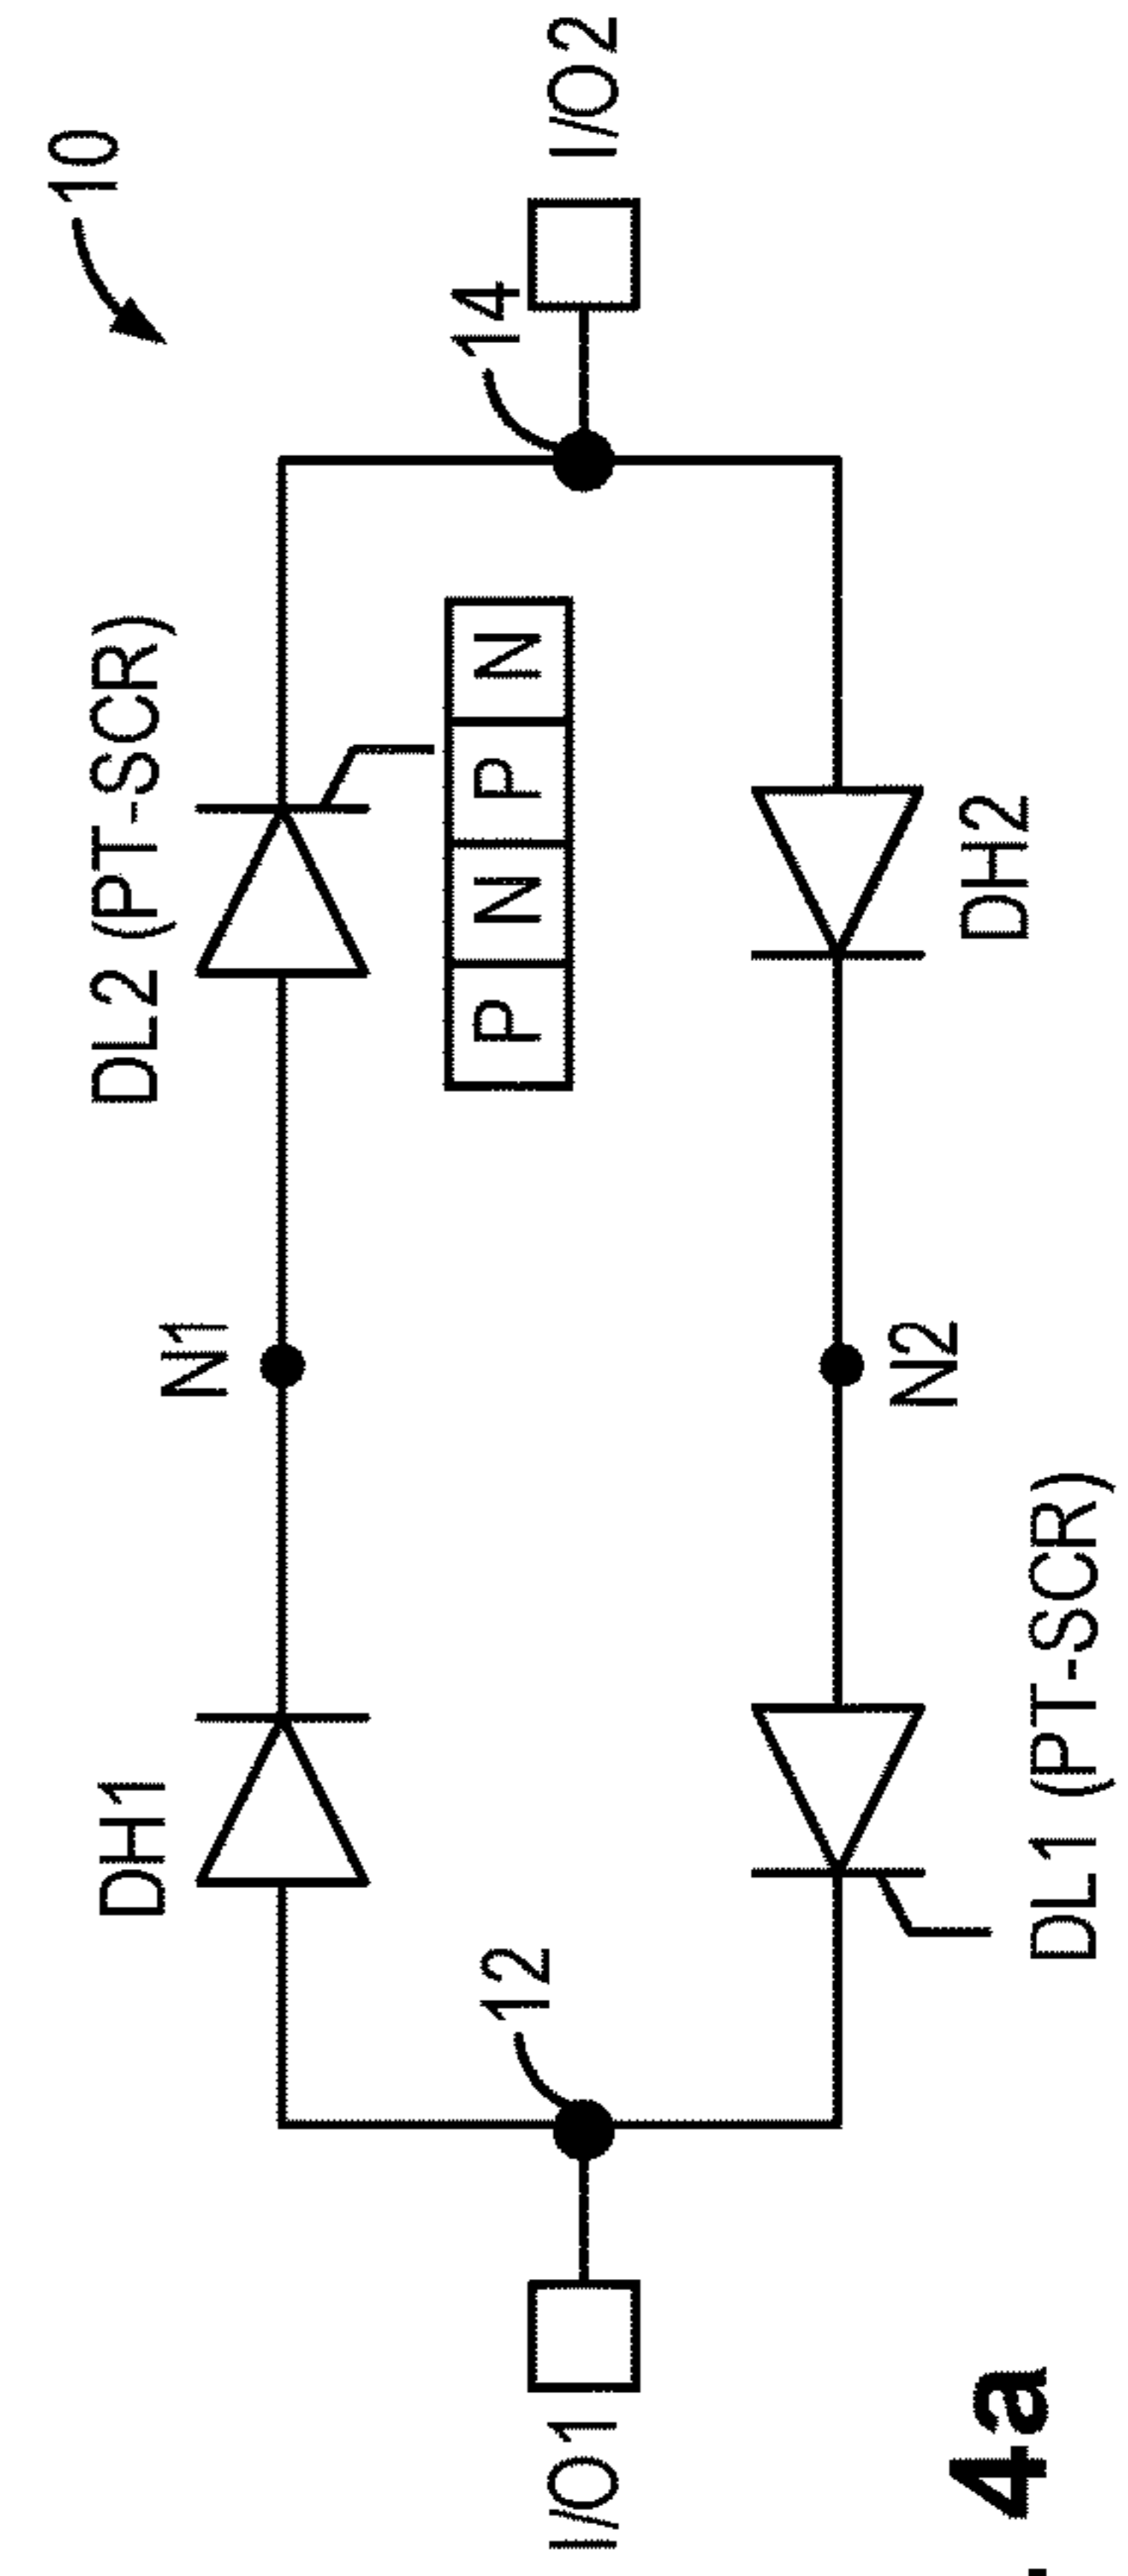 10
DL2 (PT-SCR)
N1
DH1
14
I/O2
P N P N
12
I/O1
DH2
N2
DL1 (PT-SCR)
4a